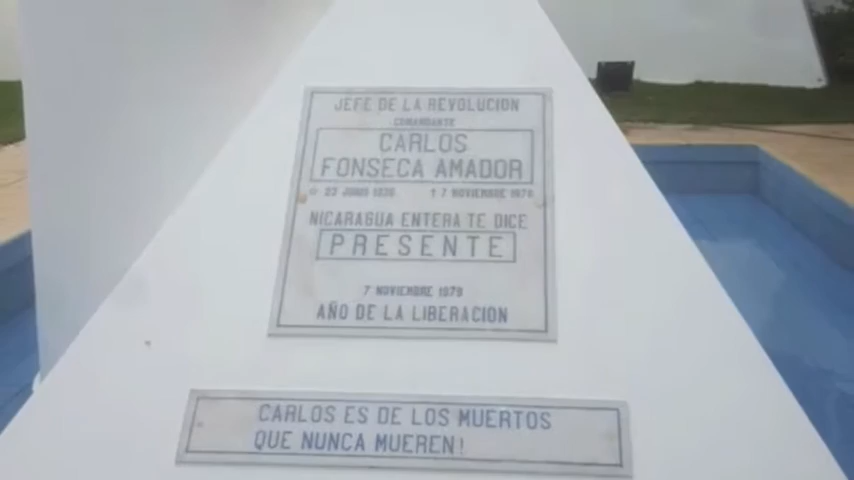 JEFE DE LA REVOLUCION
COMANDANTE
CARLOS
FONSECA AMADOR
23 JUNIO 1936 † 7 NOVIEMBRE 1976
NICARAGUA ENTERA TE DICE
PRESENTE
7 NOVIEMBRE 1979
AÑO DE LA LIBERACION
CARLOS ES DE LOS MUERTOS
QUE NUNCA MUEREN!